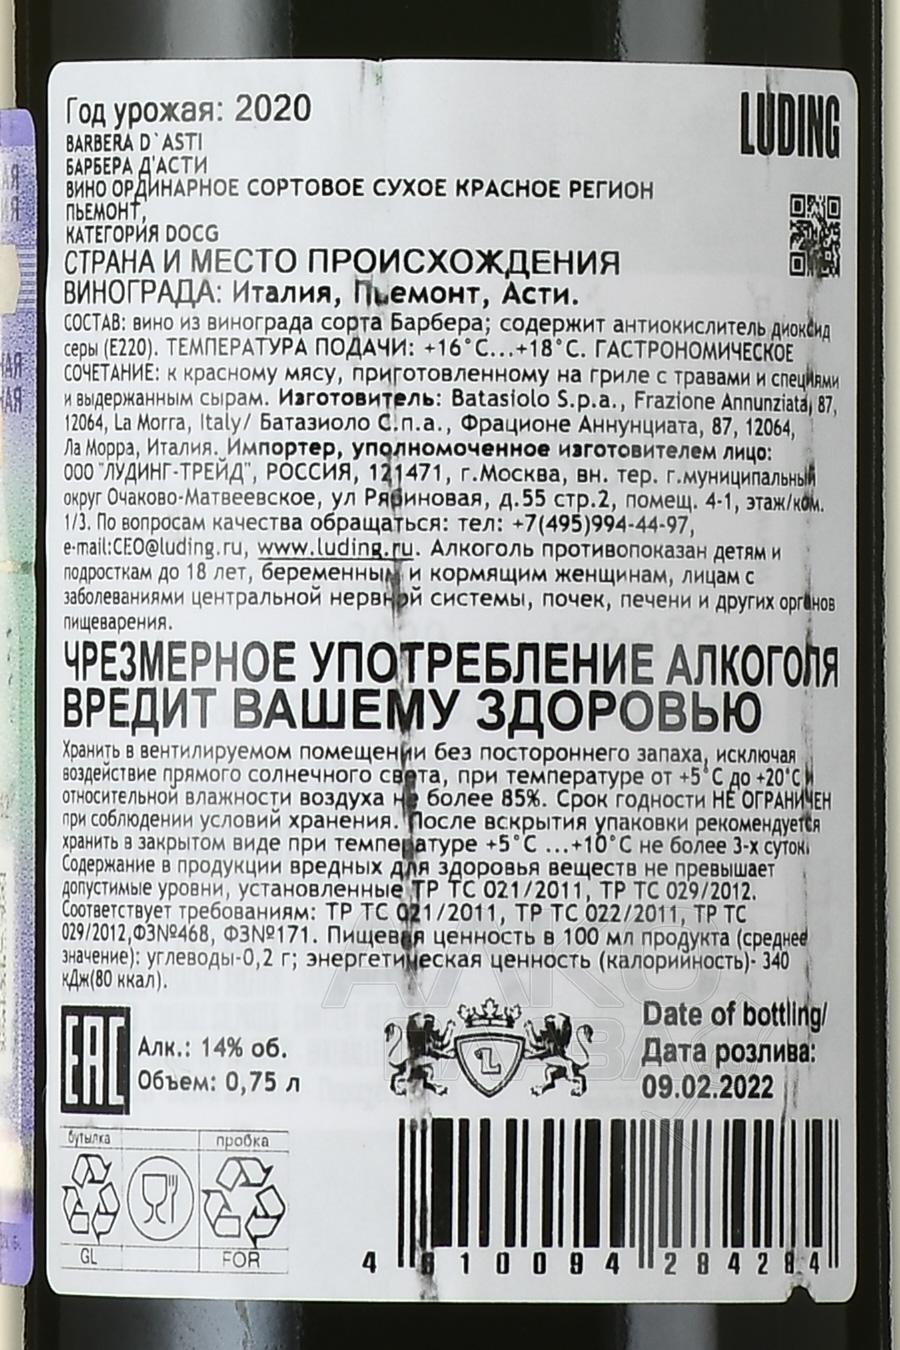 Год урожая: 2020
LUDING
BARBERA D`ASTI
БАРБЕРА Д'АСТИ
ВИНО ОРДИНАРНОЕ СОРТОВОЕ СУХОЕ КРАСНОЕ РЕГИОН
ПЬЕМОНТ,
КАТЕГОРИЯ DOCG
СТРАНА И МЕСТО ПРОИСХОЖДЕНИЯ
ВИНОГРАДА: Италия, Пьемонт, Асти.
СОСТАВ: вино из винограда сорта Барбера; содержит антиокислитель диоксид
серы (Е220). ТЕМПЕРАТУРА ПОДАЧИ: +16°С...+18°С. ГАСТРОНОМИЧЕСКОЕ
СОЧЕТАНИЕ: к красному мясу, приготовленному на гриле с травами и специями
и выдержанным сырам. Изготовитель: Batasiolo S.p.a., Frazione Annunziata, 87,
12064, La Morra, Italy/ Батазиоло С.п.а., Фрационе Аннунциата, 87, 12064,
Ла Морра, Италия. Импортер, уполномоченное изготовителем лицо:
ООО "ЛУДИНГ-ТРЕЙД", РОССИЯ, 121471, г.Москва, вн. тер. г.муниципальный
округ Очаково-Матвеевское, ул Рябиновая, д.55 стр.2, помещ. 4-1, этаж/ком.
1/3. По вопросам качества обращаться: тел: +7(495)994-44-97,
e-mail:CEO@luding.ru, www.luding.ru. Алкоголь противопоказан детям и
подросткам до 18 лет, беременным и кормящим женщинам, лицам с
заболеваниями центральной нервной системы, почек, печени и других органов
пищеварения.
ЧРЕЗМЕРНОЕ УПОТРЕБЛЕНИЕ АЛКОГОЛЯ
ВРЕДИТ ВАШЕМУ ЗДОРОВЬЮ
Хранить в вентилируемом помещении без постороннего запаха, исключая
воздействие прямого солнечного света, при температуре от +5°С до +20°С и
относительной влажности воздуха не более 85%. Срок годности НЕ ОГРАНИЧЕН
при соблюдении условий хранения. После вскрытия упаковки рекомендуется
хранить в закрытом виде при температуре +5°С ...+10°С не более 3-х суток.
Содержание в продукции вредных для здоровья веществ не превышает
допустимые уровни, установленные ТР ТС 021/2011, ТР ТС 029/2012.
Соответствует требованиям: ТР ТС 021/2011, ТР ТС 022/2011, ТР ТС
029/2012,ФЗ№468, ФЗ№171. Пищевая ценность в 100 мл продукта (среднее
значение): углеводы-0,2 г; энергетическая ценность (калорийность)- 340
кДж(80 ккал).
EAC
Алк.: 14% об.
Объем: 0,75 л
Date of bottling/
Дата розлива:
09.02.2022
бутылка
пробка
GL
FOR
4 610094 284284